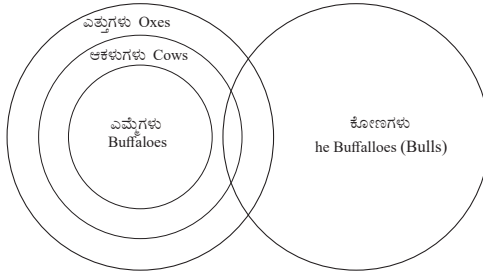 ಎತ್ತುಗಳು Oxes
ಆಕಳುಗಳು Cows
ಎಮ್ಮೆಗಳು
Buffaloes
ಕೋಣಗಳು
he Buffalloes (Bulls)